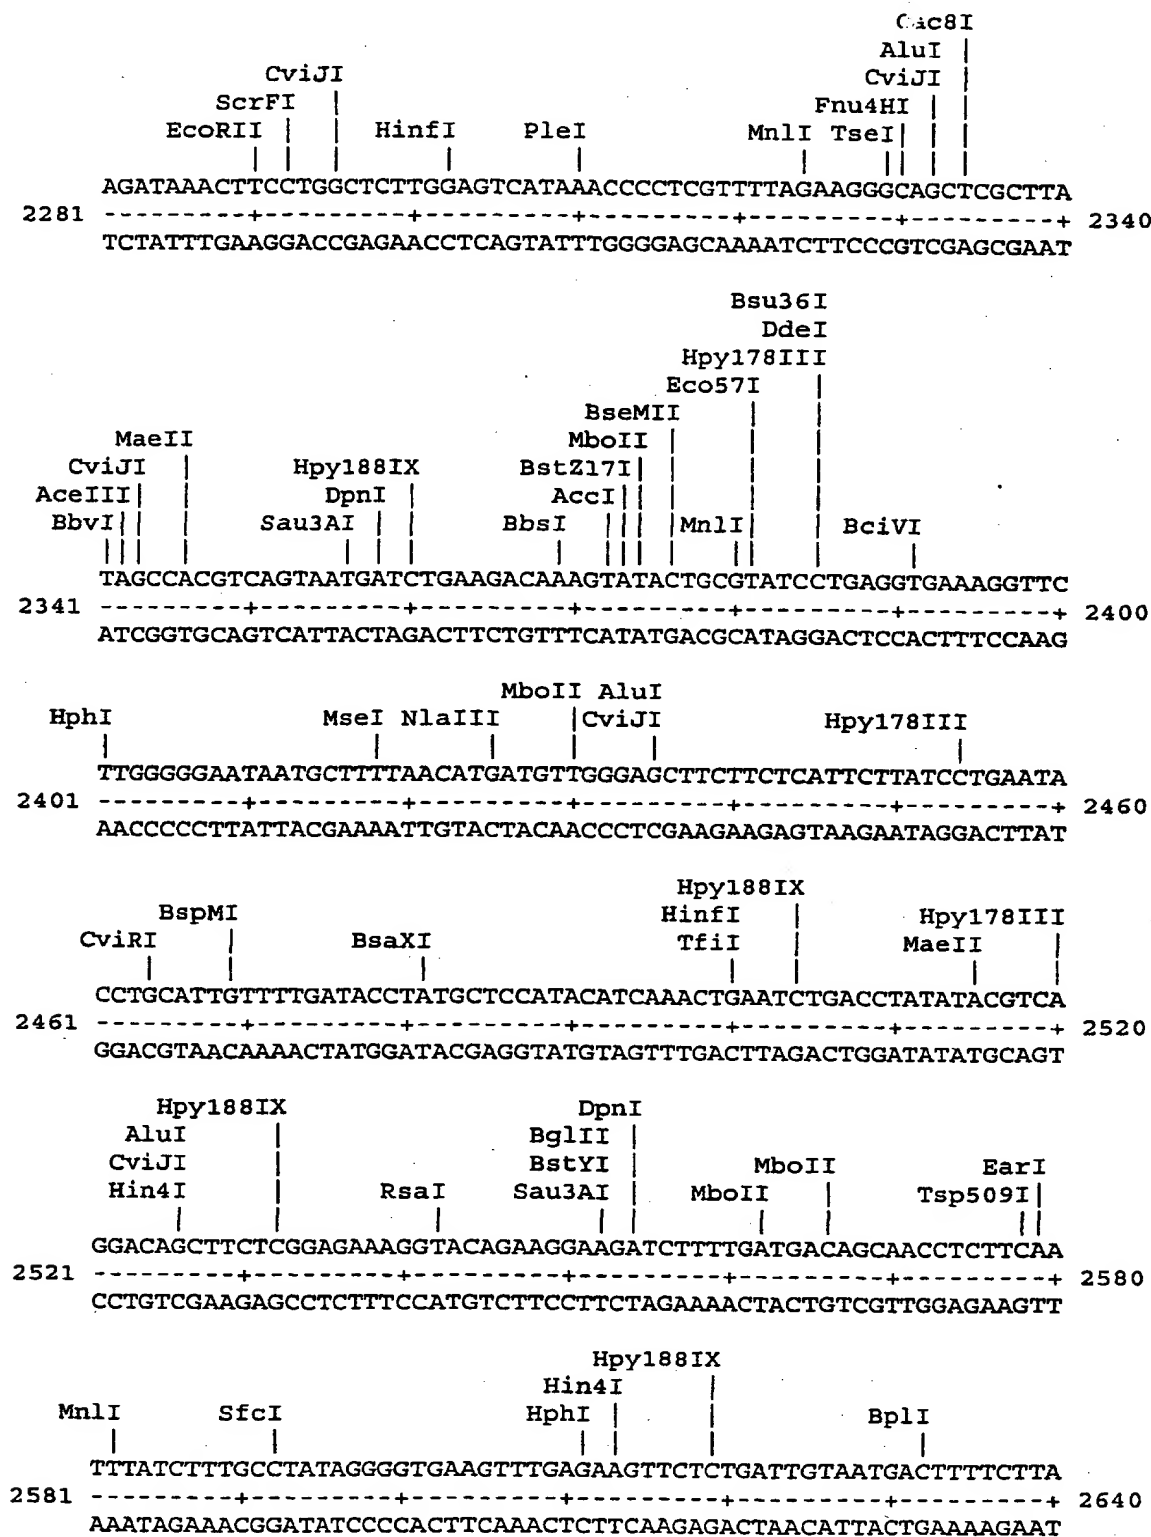 CviJI
ScrFI
EcoRII HinfI PleI
AluI
CviJI
Fnu4HI
MnlI TseI
AGATAAACTTCCTGGCTCTTGGAGTCATAAACCCCTCGTTTTAGAAGGGCAGCTCGCTTA
2281 ---------+---------+---------+---------+---------+---------+ 2340
TCTATTTGAAGGACCGAGAACCTCAGTATTTGGGGAGCAAAATCTTCCCGTCGAGCGAAT
Bsu36I
DdeI
Hpy178III
Eco57I
BseMII
MaeII MboII
CviJI Hpy188IX BstZ17I
AceIII DpnI AccI
BbvI Sau3AI BbsI MnlI BciVI
TAGCCACGTCAGTAATGATCTGAAGACAAAGTATACTGCGTATCCTGAGGTGAAAGGTTC
2341 ---------+---------+---------+---------+---------+---------+ 2400
ATCGGTGCAGTCATTACTAGACTTCTGTTTCATATGACGCATAGGACTCCACTTTCCAAG
MboII AluI
HphI MseI NlaIII CviJI Hpy178III
TTGGGGGAATAATGCTTTTAACATGATGTTGGGAGCTTCTTCTCATTCTTATCCTGAATA
2401 ---------+---------+---------+---------+---------+---------+ 2460
AACCCCCTTATTACGAAAATTGTACTACAACCCTCGAAGAAGAGTAAGAATAGGACTTAT
Hpy188IX
BspMI HinfI Hpy178III
CviRI BsaXI TfiI MaeII
CCTGCATTGTTTTGATACCTATGCTCCATACATCAAACTGAATCTGACCTATATACGTCA
2461 ---------+---------+---------+---------+---------+---------+ 2520
GGACGTAACAAAACTATGGATACGAGGTATGTAGTTTGACTTAGACTGGATATATGCAGT
Hpy188IX DpnI
AluI BglII
CviJI BstYI MboII EarI
Hin4I RsaI Sau3AI MboII Tsp509I
GGACAGCTTCTCGGAGAAAGGTACAGAAGGAAGATCTTTTGATGACAGCAACCTCTTCAA
2521 ---------+---------+---------+---------+---------+---------+ 2580
CCTGTCGAAGAGCCTCTTTCCATGTCTTCCTTCTAGAAAACTACTGTCGTTGGAGAAGTT
Hpy188IX
Hin4I
MnlI SfcI HphI BplI
TTTATCTTTGCCTATAGGGGTGAAGTTTGAGAAGTTCTCTGATTGTAATGACTTTTCTTA
2581 ---------+---------+---------+---------+---------+---------+ 2640
AAATAGAAACGGATATCCCCACTTCAAACTCTTCAAGAGACTAACATTACTGAAAAGAAT